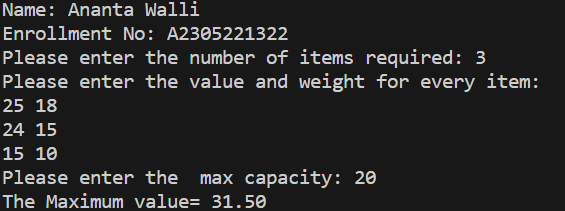 Name: Ananta Walli
Enrollment No: A2305221322
Please enter the number of items required: 3
Please enter the value and weight for every item:
25 18
24 15
15 10
Please enter the  max capacity: 20
The Maximum value= 31.50